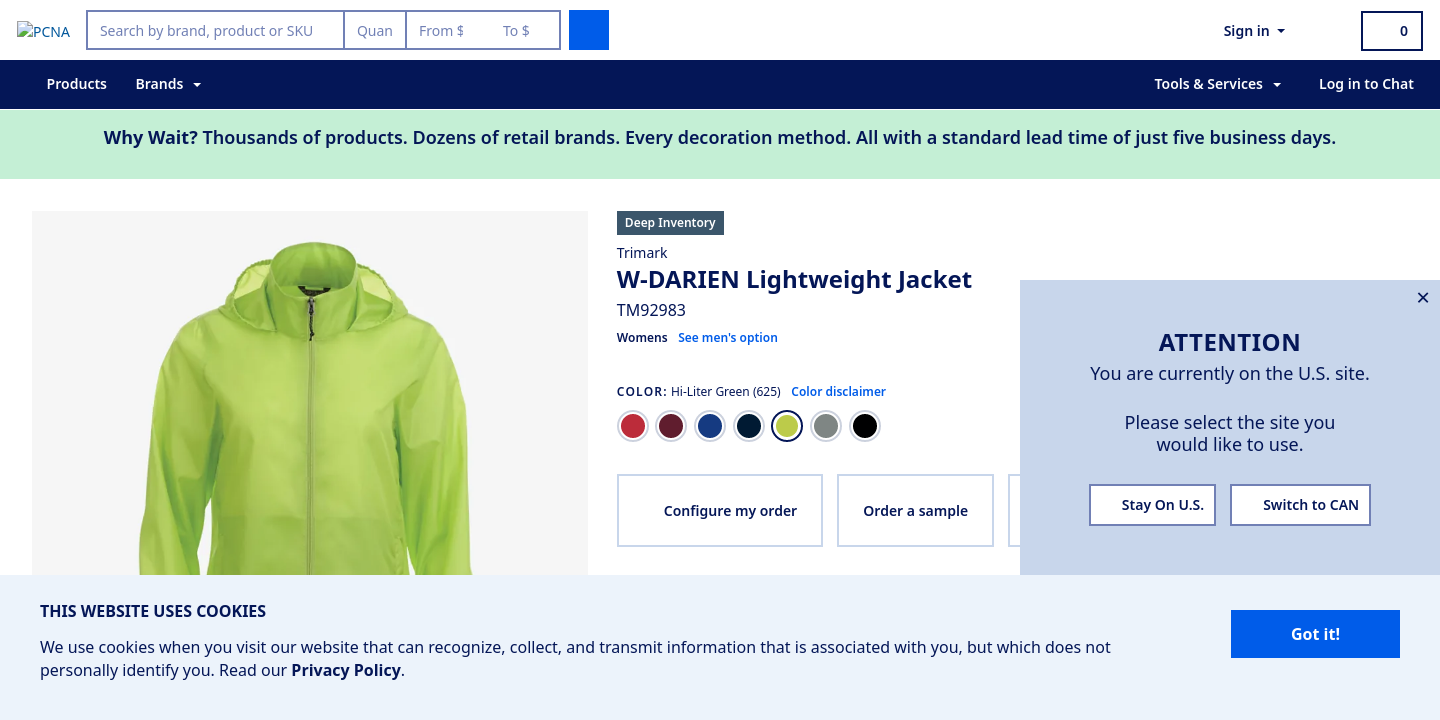 PCNA
Search by brand, product or SKU
Quan
From $
To $
Sign in
0
Products
Brands
Tools & Services
Log in to Chat
Why Wait? Thousands of products. Dozens of retail brands. Every decoration method. All with a standard lead time of just five business days.
Deep Inventory
Trimark
W-DARIEN Lightweight Jacket
TM92983
Womens See men's option
COLOR: Hi-Liter Green (625) Color disclaimer
Configure my order
Order a sample
×
ATTENTION
You are currently on the U.S. site.
Please select the site you
would like to use.
Stay On U.S.
Switch to CAN
THIS WEBSITE USES COOKIES
We use cookies when you visit our website that can recognize, collect, and transmit information that is associated with you, but which does not
personally identify you. Read our Privacy Policy.
Got it!